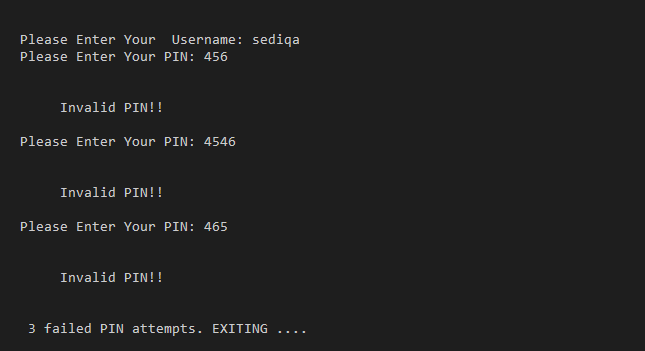 Please Enter Your  Username: sediqa
Please Enter Your PIN: 456
Invalid PIN!!
Please Enter Your PIN: 4546
Invalid PIN!!
Please Enter Your PIN: 465
Invalid PIN!!
3 failed PIN attempts. EXITING ....